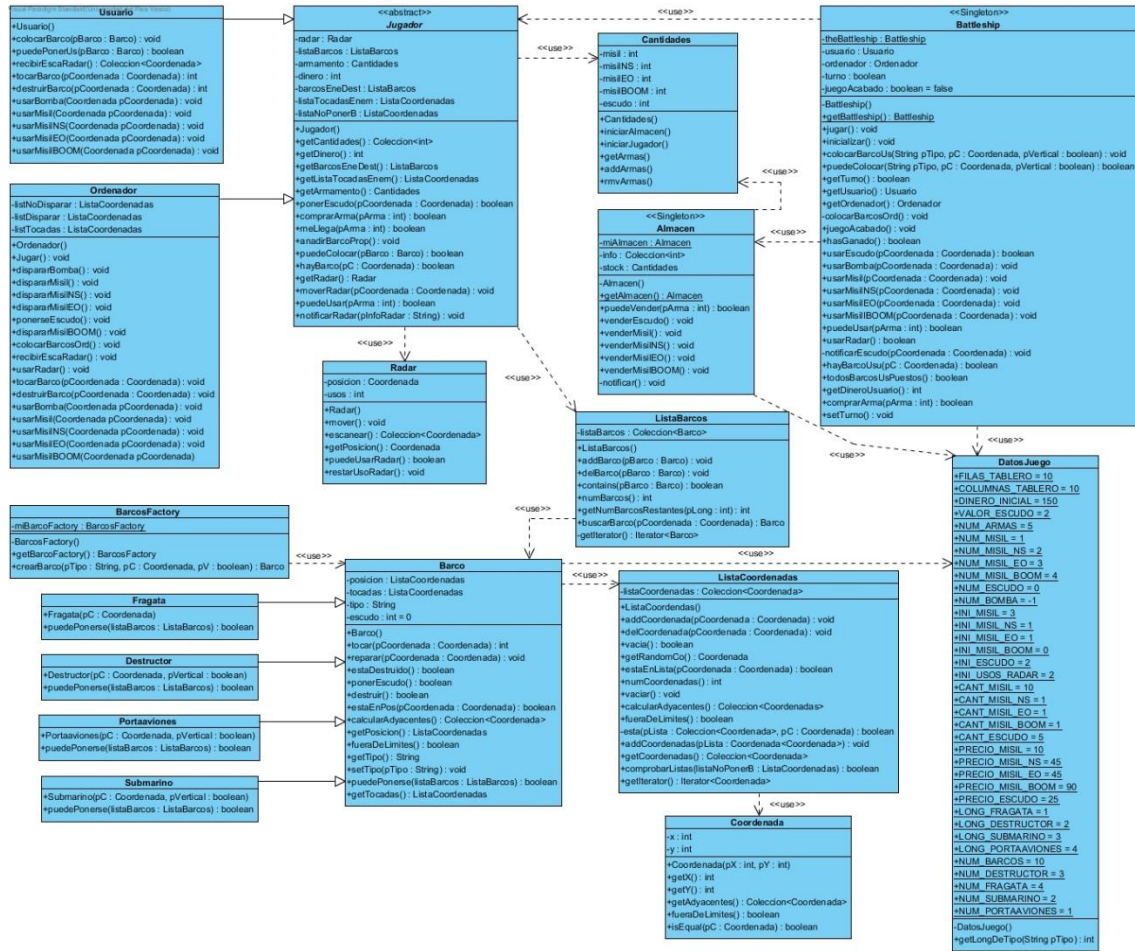 Usuario
+Usuario()
+colocarBarco(pBarco : Barco) : void
+puedePonerUs(pBarco : Barco) : boolean
+recibirEscaRadar() : Coleccion<Coordenada>
+tocarBarco(pCoordenada : Coordenada) : int
+destruirBarco(pCoordenada : Coordenada) : int
+usarBomba(Coordenada pCoordenada) : void
+usarMisil(Coordenada pCoordenada) : void
+usarMisilNS(Coordenada pCoordenada) : void
+usarMisilEO(Coordenada pCoordenada) : void
+usarMisilBOOM(Coordenada pCoordenada) : void
Ordenador
-listNoDisparar : ListaCoordenadas
-listDisparar : ListaCoordenadas
-listTocadas : ListaCoordenadas
+Ordenador()
+Jugar() : void
+dispararBomba() : void
+dispararMisil() : void
+dispararMisilNS() : void
+dispararMisilEO() : void
+ponerseEscudo() : void
+dispararMisilBOOM() : void
+colocarBarcosOrd() : void
+recibirEscaRadar() : void
+usarRadar() : void
+tocarBarco(pCoordenada : Coordenada) : void
+destruirBarco(pCoordenada : Coordenada) : void
+usarBomba(Coordenada pCoordenada) : void
+usarMisil(Coordenada pCoordenada) : void
+usarMisilNS(Coordenada pCoordenada) : void
+usarMisilEO(Coordenada pCoordenada) : void
+usarMisilBOOM(Coordenada pCoordenada)
<<abstract>>
Jugador
-radar : Radar
-listaBarcos : ListaBarcos
-armamento : Cantidades
-dinero : int
-barcosEneDest : ListaBarcos
-listaTocadasEnem : ListaCoordenadas
-listaNoPonerB : ListaCoordenadas
+Jugador()
+getCantidades() : Coleccion<int>
+getDinero() : int
+getBarcosEneDest() : ListaBarcos
+getListaTocadasEnem() : ListaCoordenadas
+getArmamento() : Cantidades
+ponerEscudo(pCoordenada : Coordenada) : boolean
+comprarArma(pArma : int) : boolean
+meLlega(pArma : int) : boolean
+anadirBarcoProp() : void
+puedeColocar(pBarco : Barco) : boolean
+hayBarco(pC : Coordenada) : boolean
+getRadar() : Radar
+moverRadar(pCoordenada : Coordenada) : void
+puedeUsar(pArma : int) : boolean
+notificarRadar(pInfoRadar : String) : void
<<use>>
<<use>>
Cantidades
-misil : int
-misilNS : int
-misilEO : int
-misilBOOM : int
-escudo : int
+Cantidades()
+iniciarAlmacen()
+iniciarJugador()
+getArmas()
+addArmas()
+rmvArmas()
<<use>>
<<Singleton>>
Almacen
-miAlmacen : Almacen
-info : Coleccion<int>
-stock : Cantidades
-Almacen()
+getAlmacen() : Almacen
+puedeVender(pArma : int) : boolean
+venderEscudo() : void
+venderMisil() : void
+venderMisilNS() : void
+venderMisilEO() : void
+venderMisilBOOM() : void
-notificar() : void
<<use>>
<<Singleton>>
Battleship
-theBattleship : Battleship
-usuario : Usuario
-ordenador : Ordenador
-turno : boolean
-juegoAcabado : boolean = false
-Battleship()
+getBattleship() : Battleship
+jugar() : void
+inicializar() : void
+colocarBarcoUs(String pTipo, pC : Coordenada, pVertical : boolean) : void
+puedeColocar(String pTipo, pC : Coordenada, pVertical : boolean) : boolean
+getTurno() : boolean
+getUsuario() : Usuario
+getOrdenador() : Ordenador
-colocarBarcosOrd() : void
+juegoAcabado() : void
+hasGanado() : boolean
+usarEscudo(pCoordenada : Coordenada) : boolean
+usarBomba(pCoordenada : Coordenada) : void
+usarMisil(pCoordenada : Coordenada) : void
+usarMisilNS(pCoordenada : Coordenada) : void
+usarMisilEO(pCoordenada : Coordenada) : void
+usarMisilIBOOM(pCoordenada : Coordenada) : void
+puedeUsar(pArma : int) : boolean
+usarRadar() : boolean
-notificarEscudo(pCoordenada : Coordenada) : void
+hayBarcoUsu(pC : Coordenada) : boolean
+todosBarcosUsPuestos() : boolean
+getDineroUsuario() : int
+comprarArma(pArma : int) : boolean
+setTurno() : void
<<use>>
<<use>>
<<use>>
<<use>>
Radar
-posicion : Coordenada
-usos : int
+Radar()
+mover() : void
+escanear() : Coleccion<Coordenada>
+getPosicion() : Coordenada
+puedeUsarRadar() : boolean
+restarUsoRadar() : void
ListaBarcos
-listaBarcos : Coleccion<Barco>
+ListaBarcos()
+addBarco(pBarco : Barco) : void
+delBarco(pBarco : Barco) : void
+contains(pBarco : Barco) : boolean
+numBarcos() : int
+getNumBarcosRestantes(pLong : int) : int
+buscarBarco(pCoordenada : Coordenada) : Barco
-getIterator() : Iterator<Barco>
<<use>>
<<use>>
BarcosFactory
-miBarcoFactory : BarcosFactory
-BarcosFactory()
+getBarcoFactory() : BarcosFactory
+crearBarco(pTipo : String, pC : Coordenada, pV : boolean) : Barco
<<use>>
Fragata
+Fragata(pC : Coordenada)
+puedePonerse(listaBarcos : ListaBarcos) : boolean
Destructor
+Destructor(pC : Coordenada, pVertical : boolean)
+puedePonerse(listaBarcos : ListaBarcos) : boolean
Portaaviones
+Portaaviones(pC : Coordenada, pVertical : boolean)
+puedePonerse(listaBarcos : ListaBarcos) : boolean
Submarino
+Submarino(pC : Coordenada, pVertical : boolean)
+puedePonerse(listaBarcos : ListaBarcos) : boolean
Barco
-posicion : ListaCoordenadas
-tocadas : ListaCoordenadas
-tipo : String
-escudo : int = 0
+Barco()
+tocar(pCoordenada : Coordenada) : int
+reparar(pCoordenada : Coordenada) : void
+estaDestruido() : boolean
+ponerEscudo() : boolean
+destruir() : boolean
+estaEnPos(pCoordenada : Coordenada) : boolean
+calcularAdyacentes() : Coleccion<Coordenada>
+getPosicion() : ListaCoordenadas
+fueraDeLimites() : boolean
+getTipo() : String
+setTipo(pTipo : String) : void
+puedePonerse(listaBarcos : ListaBarcos) : boolean
+getTocadas() : ListaCoordenadas
<<use>>
ListaCoordenadas
-listaCoordenadas : Coleccion<Coordenada>
+ListaCoordendas()
+addCoordenada(pCoordenada : Coordenada) : void
+delCoordenada(pCoordenada : Coordenada) : void
+vacia() : boolean
+getRandomCo() : Coordenada
+estaEnLista(pCoordenada : Coordenada) : boolean
+numCoordenadas() : int
+vaciar() : void
+calcularAdyacentes() : Coleccion<Coordenadas>
+fueraDeLimites() : boolean
-esta(pLista : Coleccion<Coordenada>, pC : Coordenada) : boolean
+addCoordenadas(pLista : Coordenada<Coordenada>) : void
+getCoordenadas() : Coleccion<Coordenada>
+comprobarListas(listaNoPonerB : ListaCoordenadas) : boolean
+getIterator() : Iterator<Coordenada>
<<use>>
Coordenada
-x : int
-y : int
+Coordenada(pX : int, pY : int)
+getX() : int
+getY() : int
+getAdyacentes() : Coleccion<Coordenada>
+fueraDeLimites() : boolean
+isEqual(pC : Coordenada) : boolean
DatosJuego
+FILAS_TABLERO = 10
+COLUMNAS_TABLERO = 10
+DINERO_INICIAL = 150
+VALOR_ESCUDO = 2
+NUM_ARMAS = 5
+NUM_MISIL = 1
+NUM_MISIL_NS = 2
+NUM_MISIL_EO = 3
+NUM_MISIL_BOOM = 4
+NUM_ESCUDO = 0
+NUM_BOMBA = -1
+INI_MISIL = 3
+INI_MISIL_NS = 1
+INI_MISIL_EO = 1
+INI_MISIL_BOOM = 0
+INI_ESCUDO = 2
+INI_USOS_RADAR = 2
+CANT_MISIL = 10
+CANT_MISIL_NS = 1
+CANT_MISIL_EO = 1
+CANT_MISIL_BOOM = 1
+CANT_ESCUDO = 5
+PRECIO_MISIL = 10
+PRECIO_MISIL_NS = 45
+PRECIO_MISIL_EO = 45
+PRECIO_MISIL_BOOM = 90
+PRECIO_ESCUDO = 25
+LONG_FRAGATA = 1
+LONG_DESTRUCTOR = 2
+LONG_SUBMARINO = 3
+LONG_PORTAAVIONES = 4
+NUM_BARCOS = 10
+NUM_DESTRUCTOR = 3
+NUM_FRAGATA = 4
+NUM_SUBMARINO = 2
+NUM_PORTAAVIONES = 1
-DatosJuego()
+getLongDeTipo(String pTipo) : int